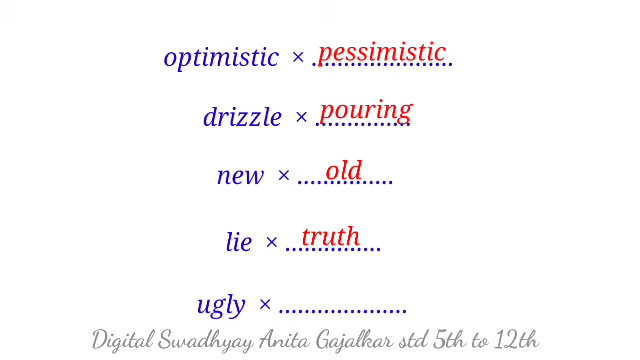 optimistic × pessimistic
drizzle × pouring
new × old
lie × truth
ugly × ....................
Digital Swadhyay Anita Gajalkar std 5th to 12th